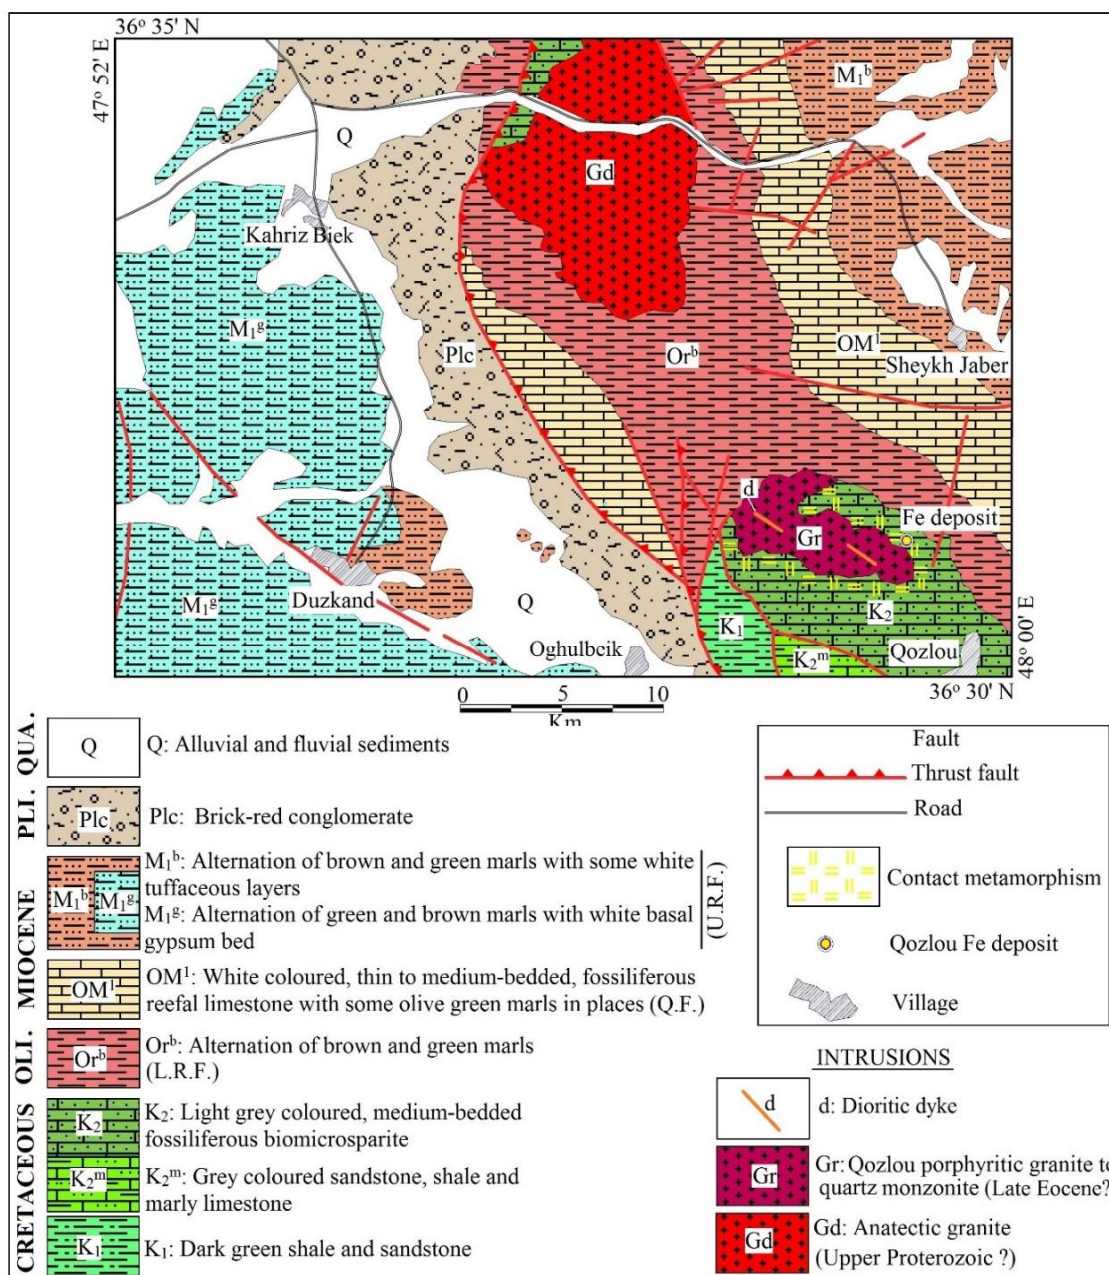 36° 35' N
47° 52' E
M₁ᵇ
Q
Gd
Kahriz Biek
M₁ᵍ
Plc
Orᵇ
OM¹
Sheykh Jaber
d
Fe deposit
Gr
Duzkand
M₁ᵍ
Q
K₁
K₂
Oghulbeik
K₂ᵐ
Qozlou
48° 00' E
36° 30' N
0 5 10
Km
QUA.
Q
Q: Alluvial and fluvial sediments
PLI.
Plc
Plc: Brick-red conglomerate
MIOCENE
M₁ᵇ
M₁ᵍ
M₁ᵇ: Alternation of brown and green marls with some white
tuffaceous layers
M₁ᵍ: Alternation of green and brown marls with white basal
gypsum bed
(U.R.F.)
OM¹
OM¹: White coloured, thin to medium-bedded, fossiliferous
reefal limestone with some olive green marls in places (Q.F.)
OLI.
Orᵇ
Orᵇ: Alternation of brown and green marls
(L.R.F.)
CRETACEOUS
K₂
K₂: Light grey coloured, medium-bedded
fossiliferous biomicrosparite
K₂ᵐ
K₂ᵐ: Grey coloured sandstone, shale and
marly limestone
K₁
K₁: Dark green shale and sandstone
Fault
Thrust fault
Road
Contact metamorphism
Qozlou Fe deposit
Village
INTRUSIONS
d
d: Dioritic dyke
Gr
Gr: Qozlou porphyritic granite to
quartz monzonite (Late Eocene?
Gd
Gd: Anatectic granite
(Upper Proterozoic ?)